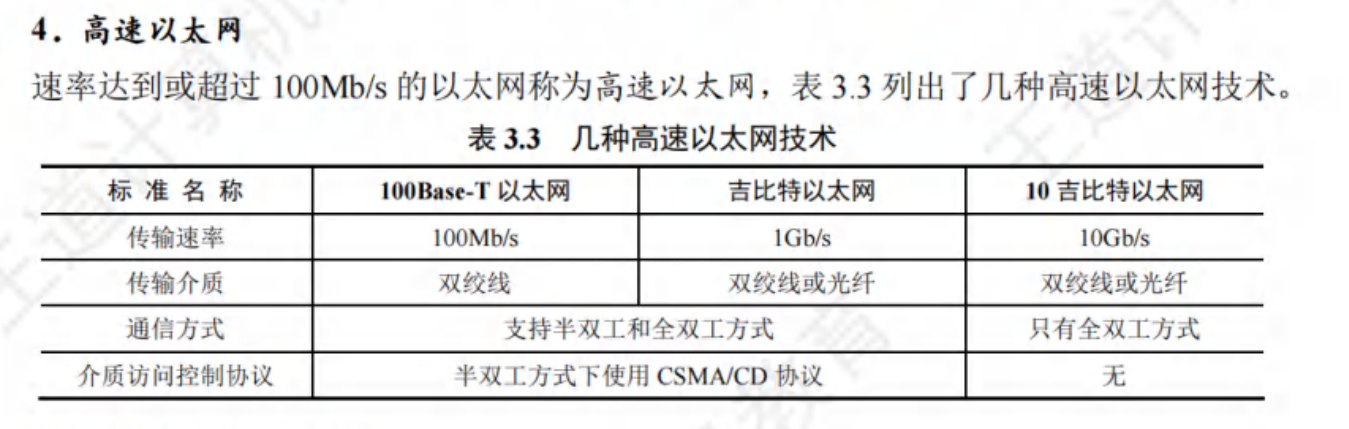 4．高速以太网
速率达到或超过 100Mb/s 的以太网称为高速以太网，表 3.3 列出了几种高速以太网技术。
表 3.3 几种高速以太网技术
标 准 名 称 100Base-T 以太网 吉比特以太网 10 吉比特以太网
传输速率 100Mb/s 1Gb/s 10Gb/s
传输介质 双绞线 双绞线或光纤 双绞线或光纤
通信方式 支持半双工和全双工方式 只有全双工方式
介质访问控制协议 半双工方式下使用 CSMA/CD 协议 无